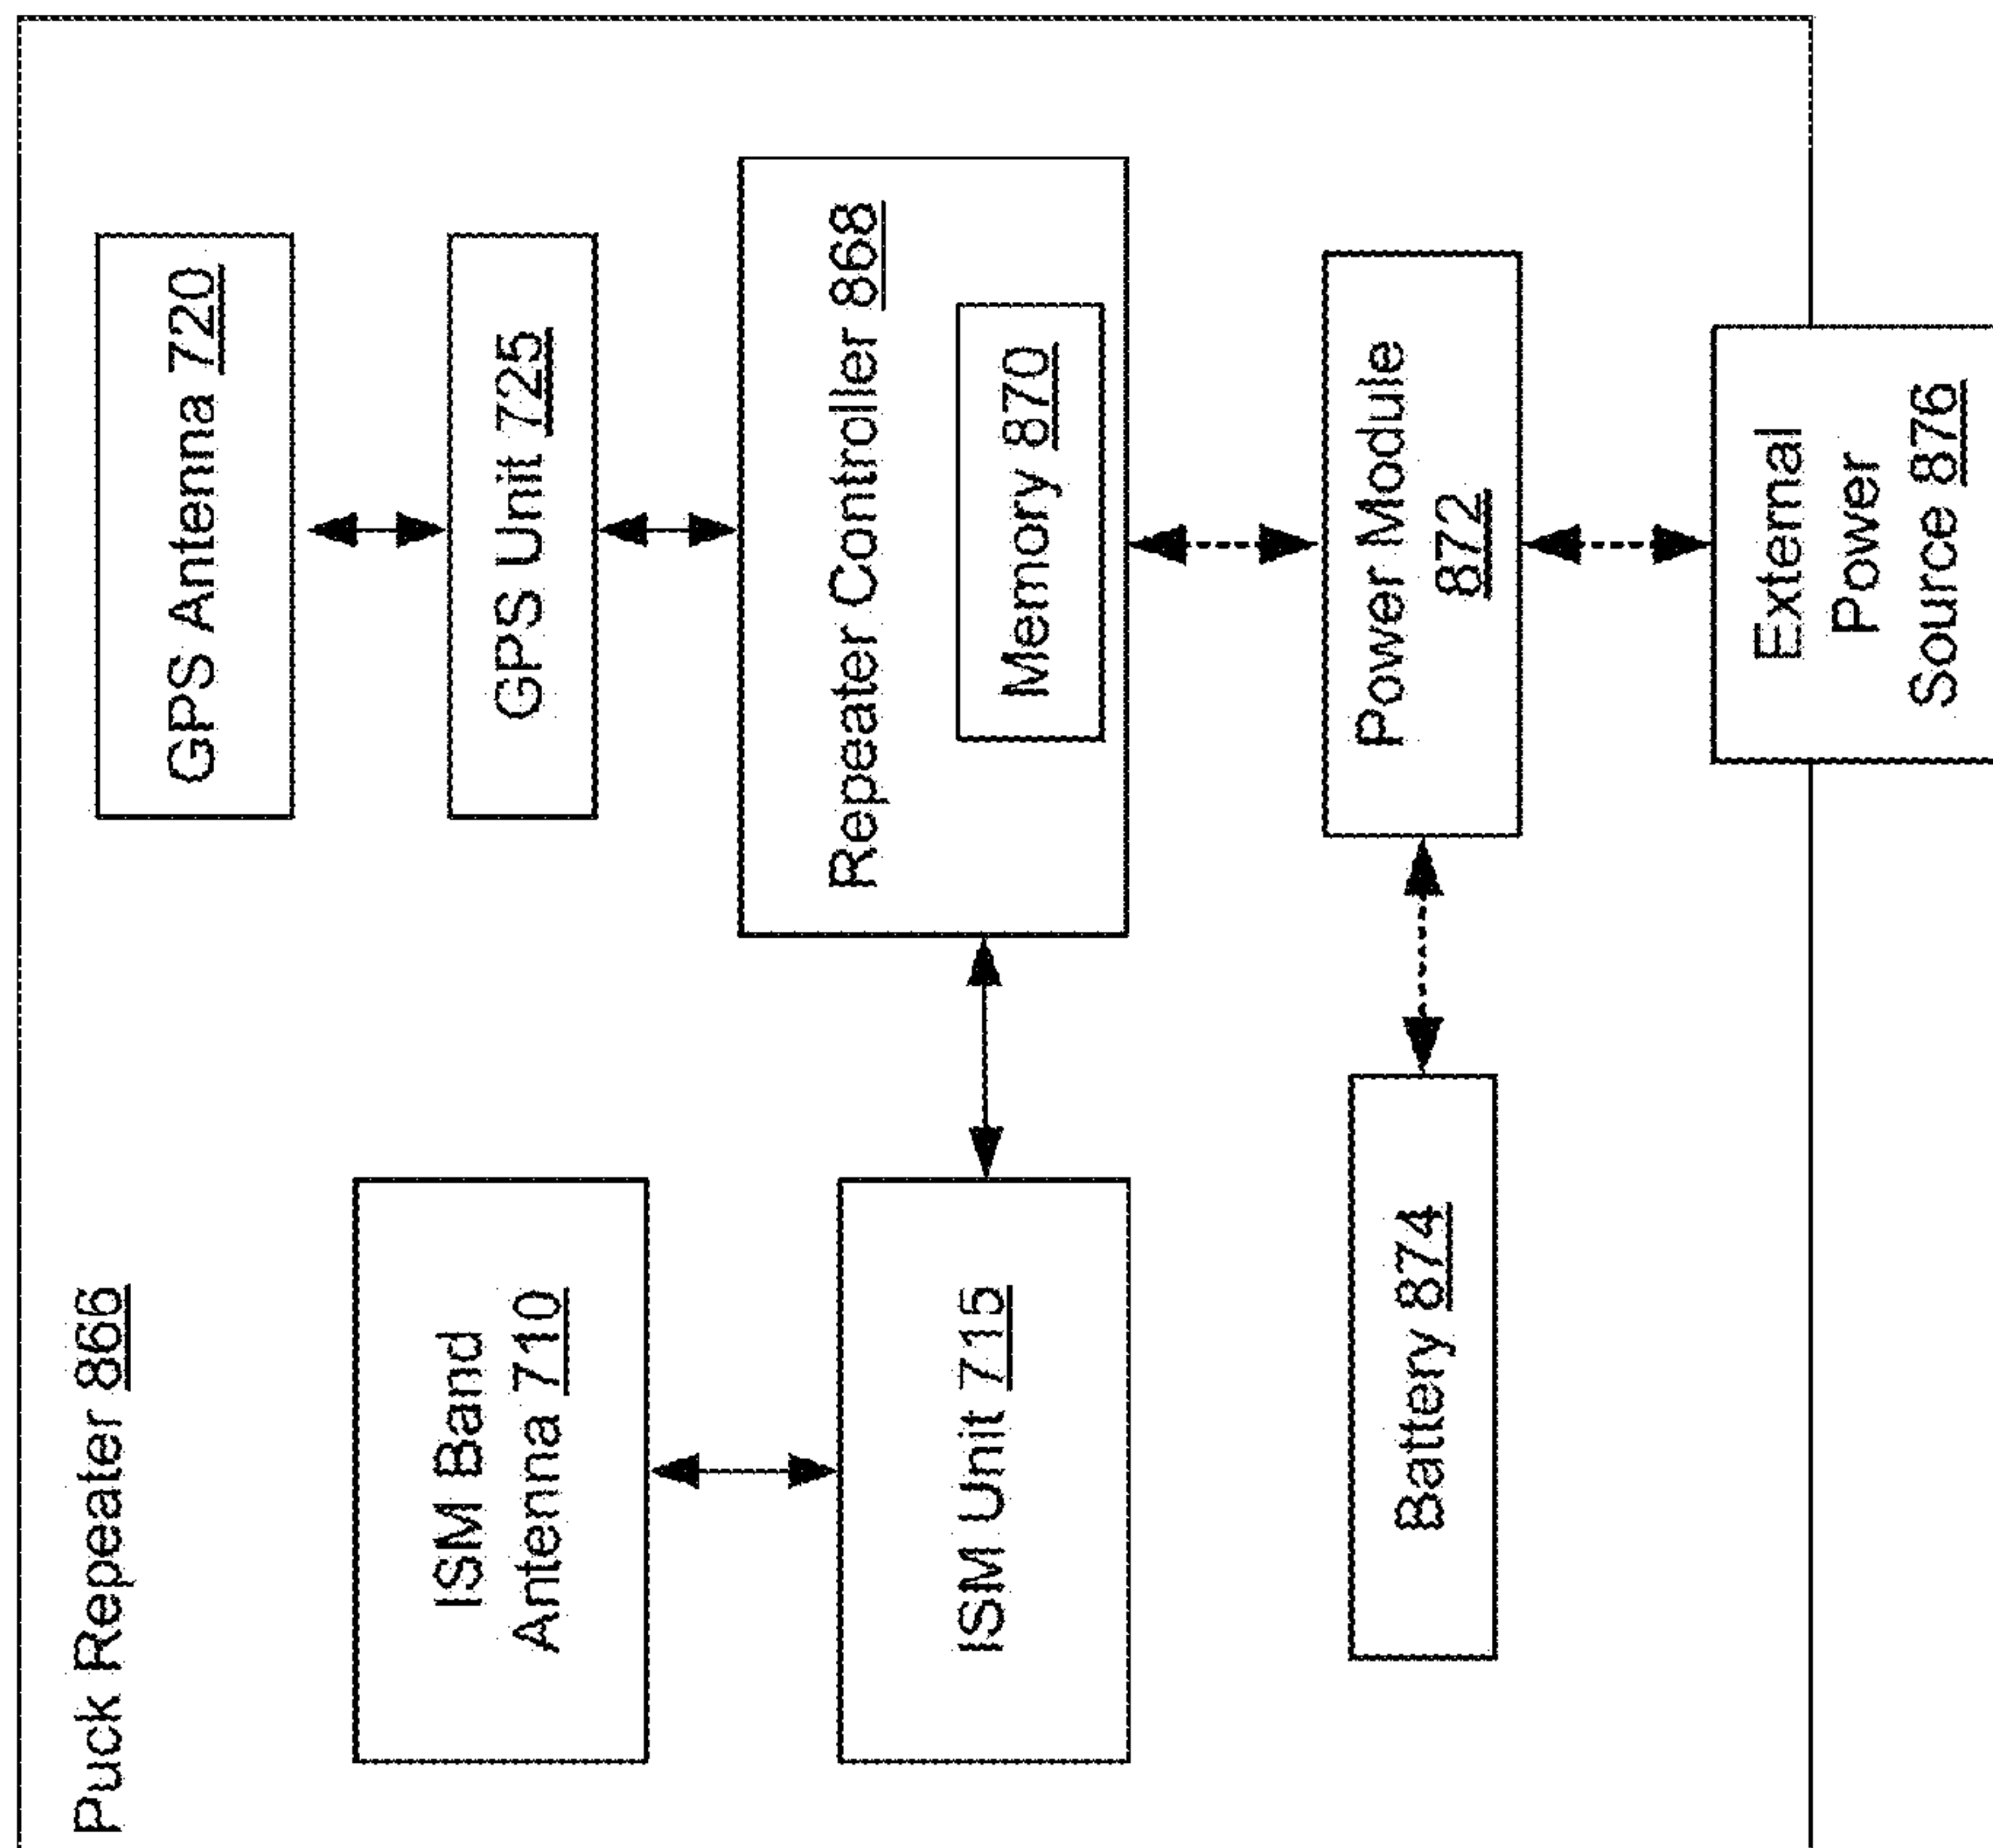 Puck Repeater 866
GPS Antenna 720
ISM Band
Antenna 710
GPS Unit 725
Repeater Controller 868
Memory 870
ISM Unit 715
Power Module
872
Battery 874
External
Power
Source 876